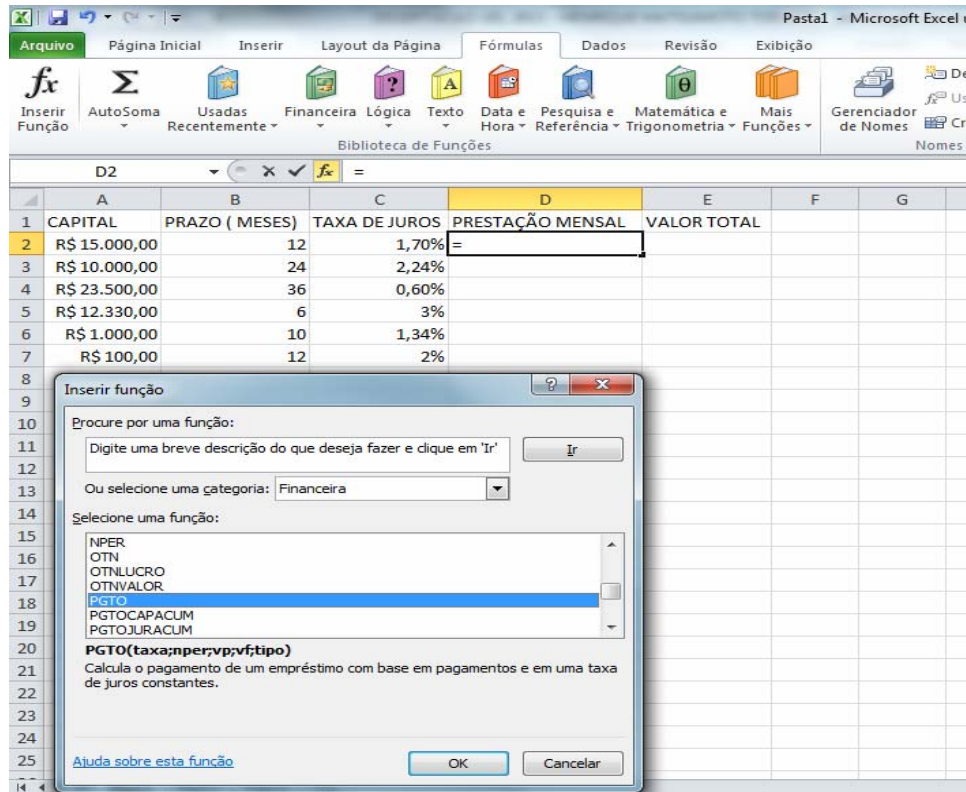 Pasta1 - Microsoft Excel
Arquivo Página Inicial Inserir Layout da Página Fórmulas Dados Revisão Exibição
fx Σ ? A θ
Inserir Função AutoSoma Usadas Recentemente Financeira Lógica Texto Data e Hora Pesquisa e Referência Matemática e Trigonometria Mais Funções Gerenciador de Nomes
Biblioteca de Funções Nomes
D2 fx =
A B C D E F G
1 CAPITAL PRAZO ( MESES) TAXA DE JUROS PRESTAÇÃO MENSAL VALOR TOTAL
2 R$ 15.000,00 12 1,70% =
3 R$ 10.000,00 24 2,24%
4 R$ 23.500,00 36 0,60%
5 R$ 12.330,00 6 3%
6 R$ 1.000,00 10 1,34%
7 R$ 100,00 12 2%
8
9
10
11
12
13
14
15
16
17
18
19
20
21
22
23
24
25
Inserir função
Procure por uma função:
Digite uma breve descrição do que deseja fazer e clique em 'Ir' Ir
Ou selecione uma categoria: Financeira
Selecione uma função:
NPER
OTN
OTNLUCRO
OTNVALOR
PGTO
PGTOCAPACUM
PGTOJURACUM
PGTO(taxa;nper;vp;vf;tipo)
Calcula o pagamento de um empréstimo com base em pagamentos e em uma taxa
de juros constantes.
Ajuda sobre esta função OK Cancelar